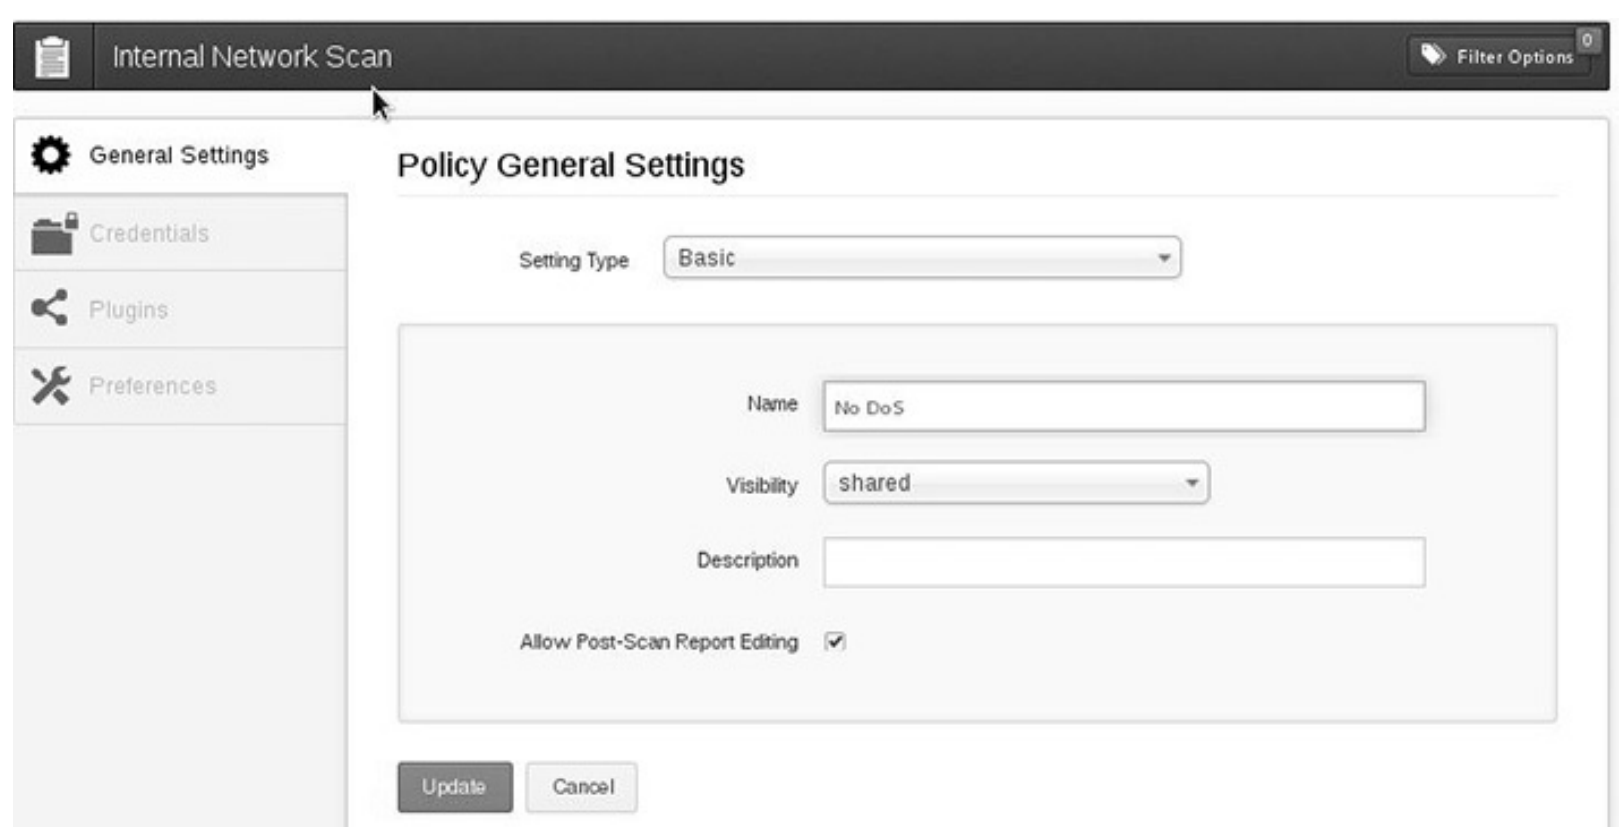 Internal Network Scan
Filter Options 0
General Settings
Credentials
Plugins
Preferences
Policy General Settings
Setting Type Basic
Name No DoS
Visibility shared
Description
Allow Post-Scan Report Editing
Update Cancel